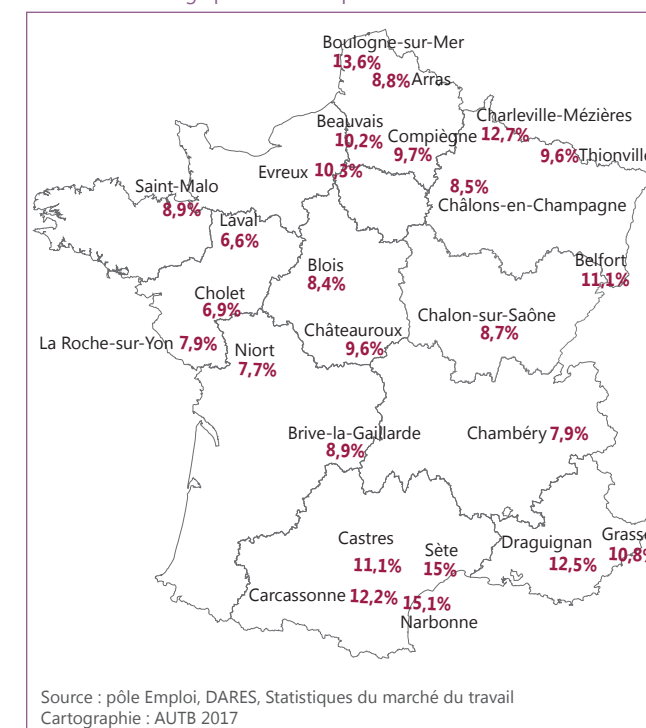 Boulogne-sur-Mer
13,6%
8,8% Arras
Beauvais
10,2%
Compiègne
9,7%
Charleville-Mézières
12,7%
9,6% Thionville
Evreux 10,3%
8,5%
Châlons-en-Champagne
Saint-Malo
8,9%
Laval
6,6%
Belfort
11,1%
Blois
8,4%
Cholet
6,9%
Chalon-sur-Saône
8,7%
Châteauroux
9,6%
La Roche-sur-Yon 7,9%
Niort
7,7%
Brive-la-Gaillarde
8,9%
Chambéry 7,9%
Castres
11,1%
Sète
15%
Draguignan
12,5%
Grasse
10,8%
Carcassonne 12,2%
15,1%
Narbonne
Source : pôle Emploi, DARES, Statistiques du marché du travail
Cartographie : AUTB 2017